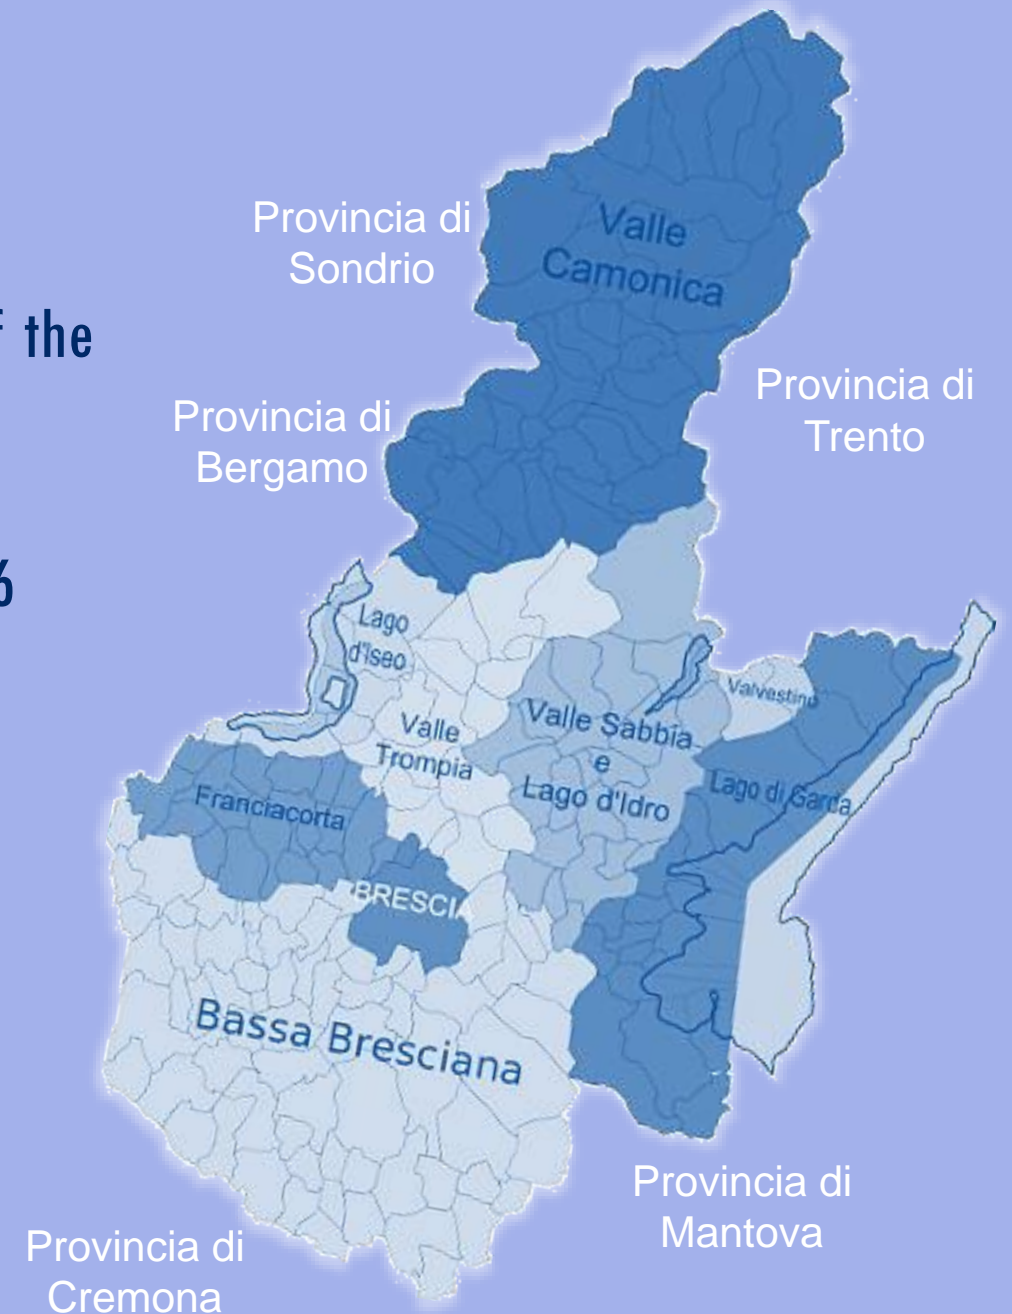 Provincia di
Sondrio
Valle
Camonica
the
Provincia di
Trento
Provincia di
Bergamo
Lago
d'Iseo
Valvestino
Valle
Trompia
Valle Sabbia
e
Lago d'Idro
Lago di Garda
Franciacorta
BRESCIA
Bassa Bresciana
Provincia di
Mantova
Provincia di
Cremona